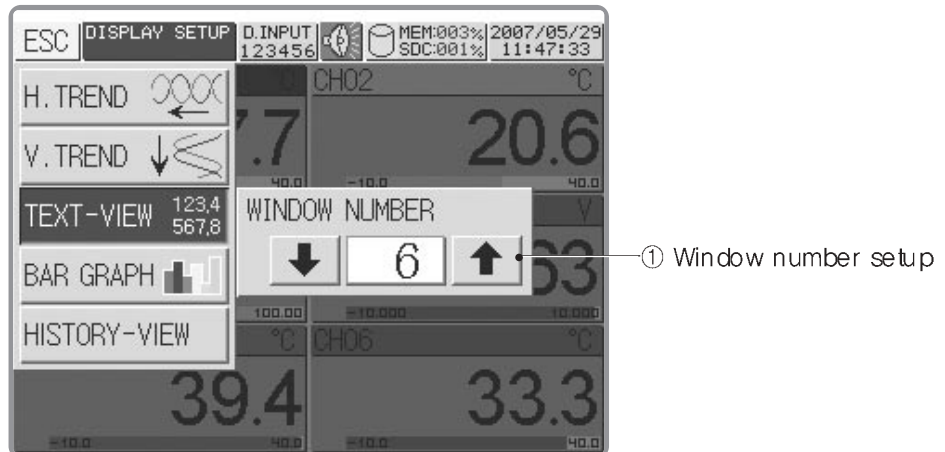 ESC DISPLAY SETUP D.INPUT 123456 MEM:003% SDC:001% 2007/05/29 11:47:33
H.TREND
V.TREND
TEXT-VIEW 123,4 567,8
BAR GRAPH
HISTORY-VIEW
CH02 °C
7.7
20.6
40.0 -10.0 40.0
WINDOW NUMBER
6
V
63
① Window number setup
100.00 -10.000 10.000
°C CH06 °C
39.4
33.3
-10.0 40.0 -10.0 40.0